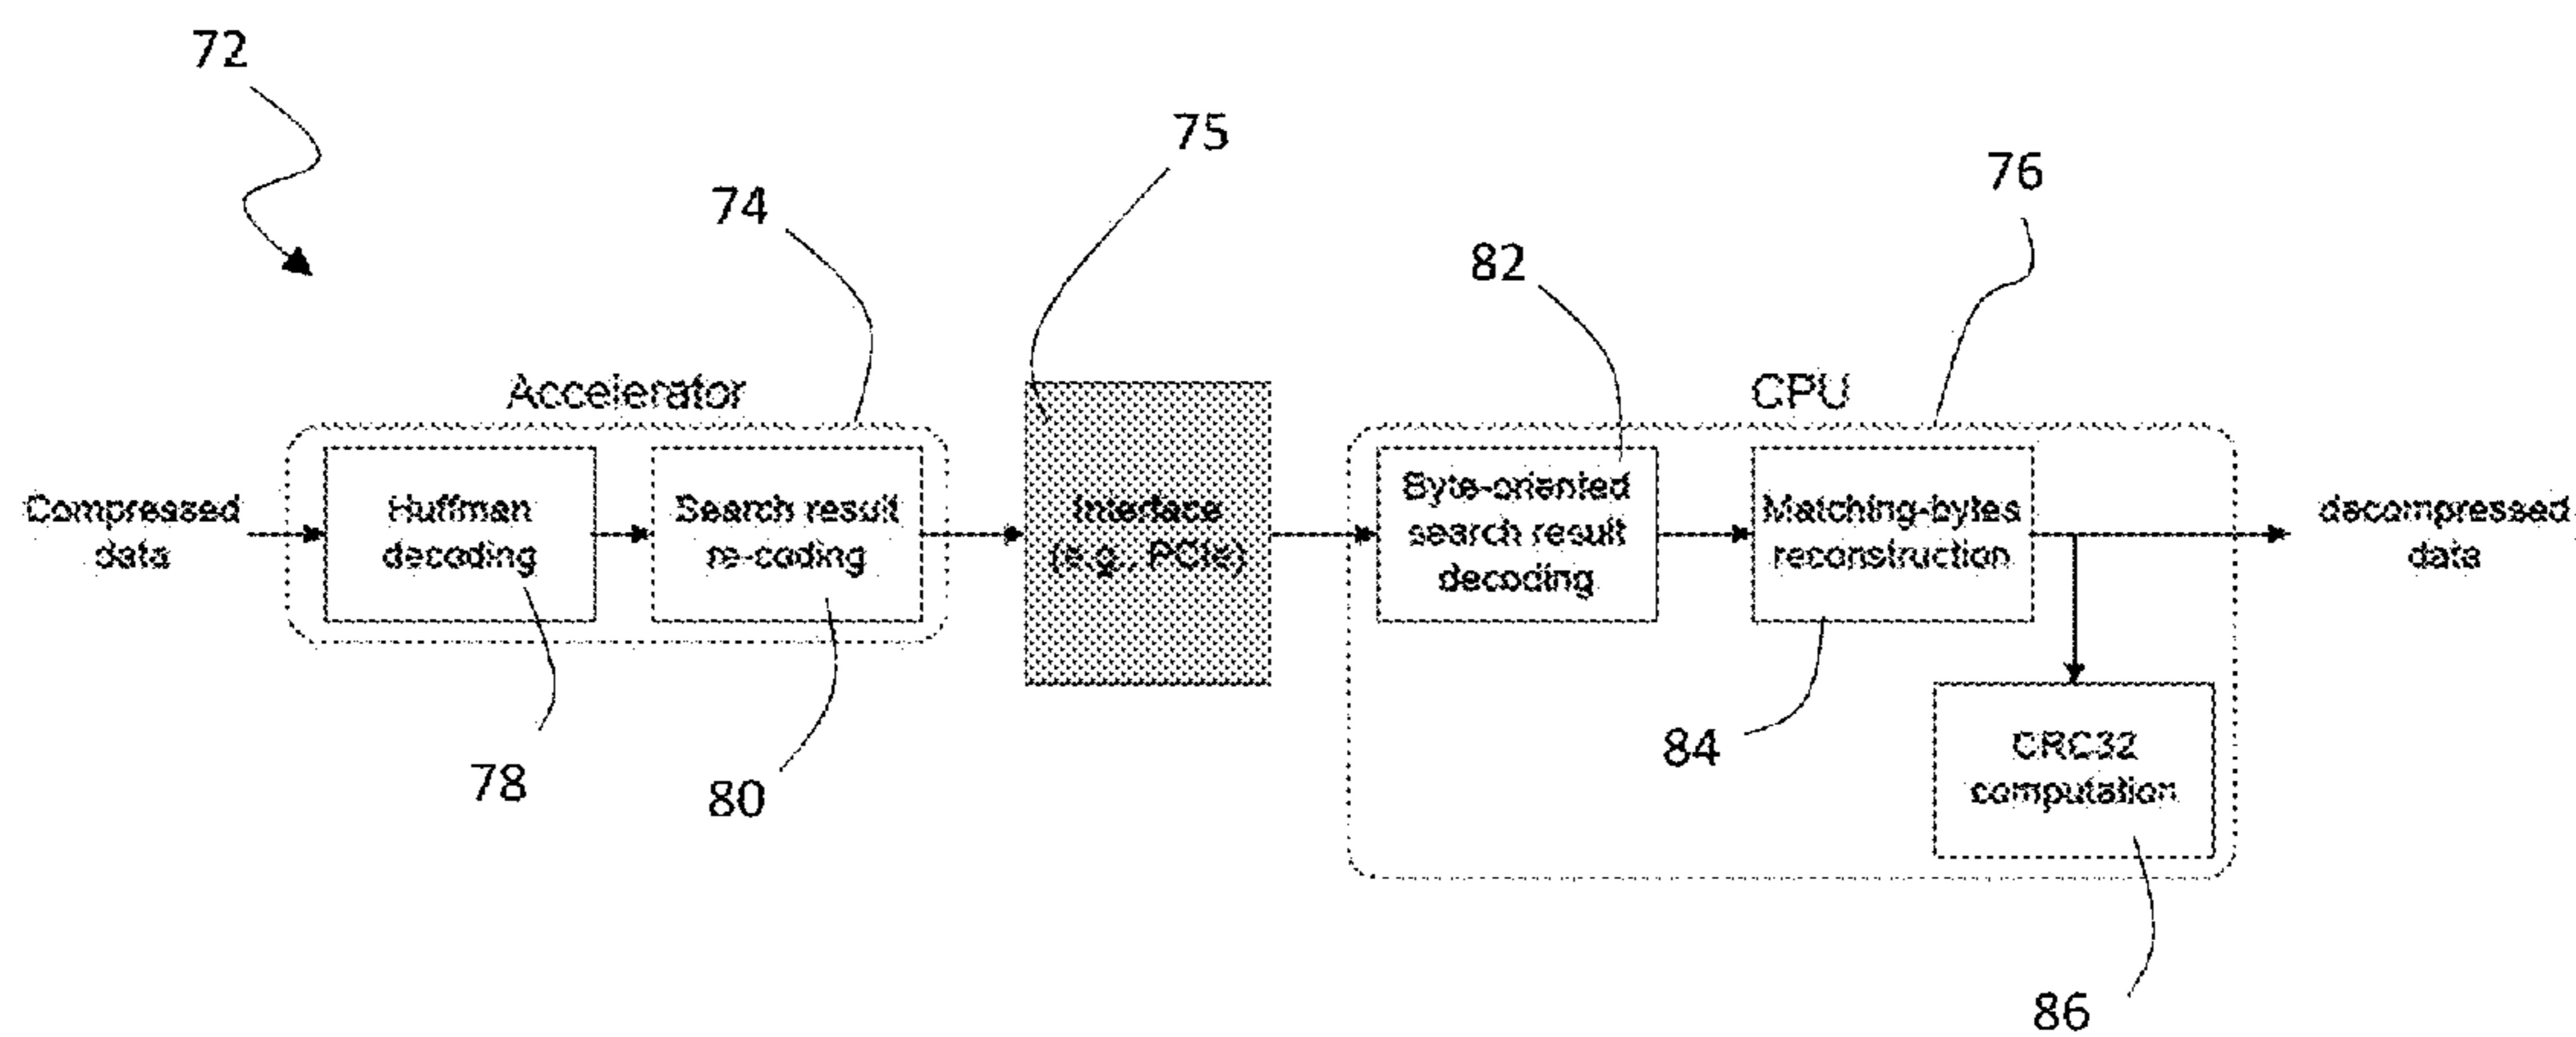 72
75
76
74
82
Accelerator
CPU
Compressed
data
Huffman
decoding
Search result
re-coding
Interface
(e.g., PCIe)
Byte-oriented
search result
decoding
Matching-bytes
reconstruction
decompressed
data
84
CRC32
computation
78
80
86